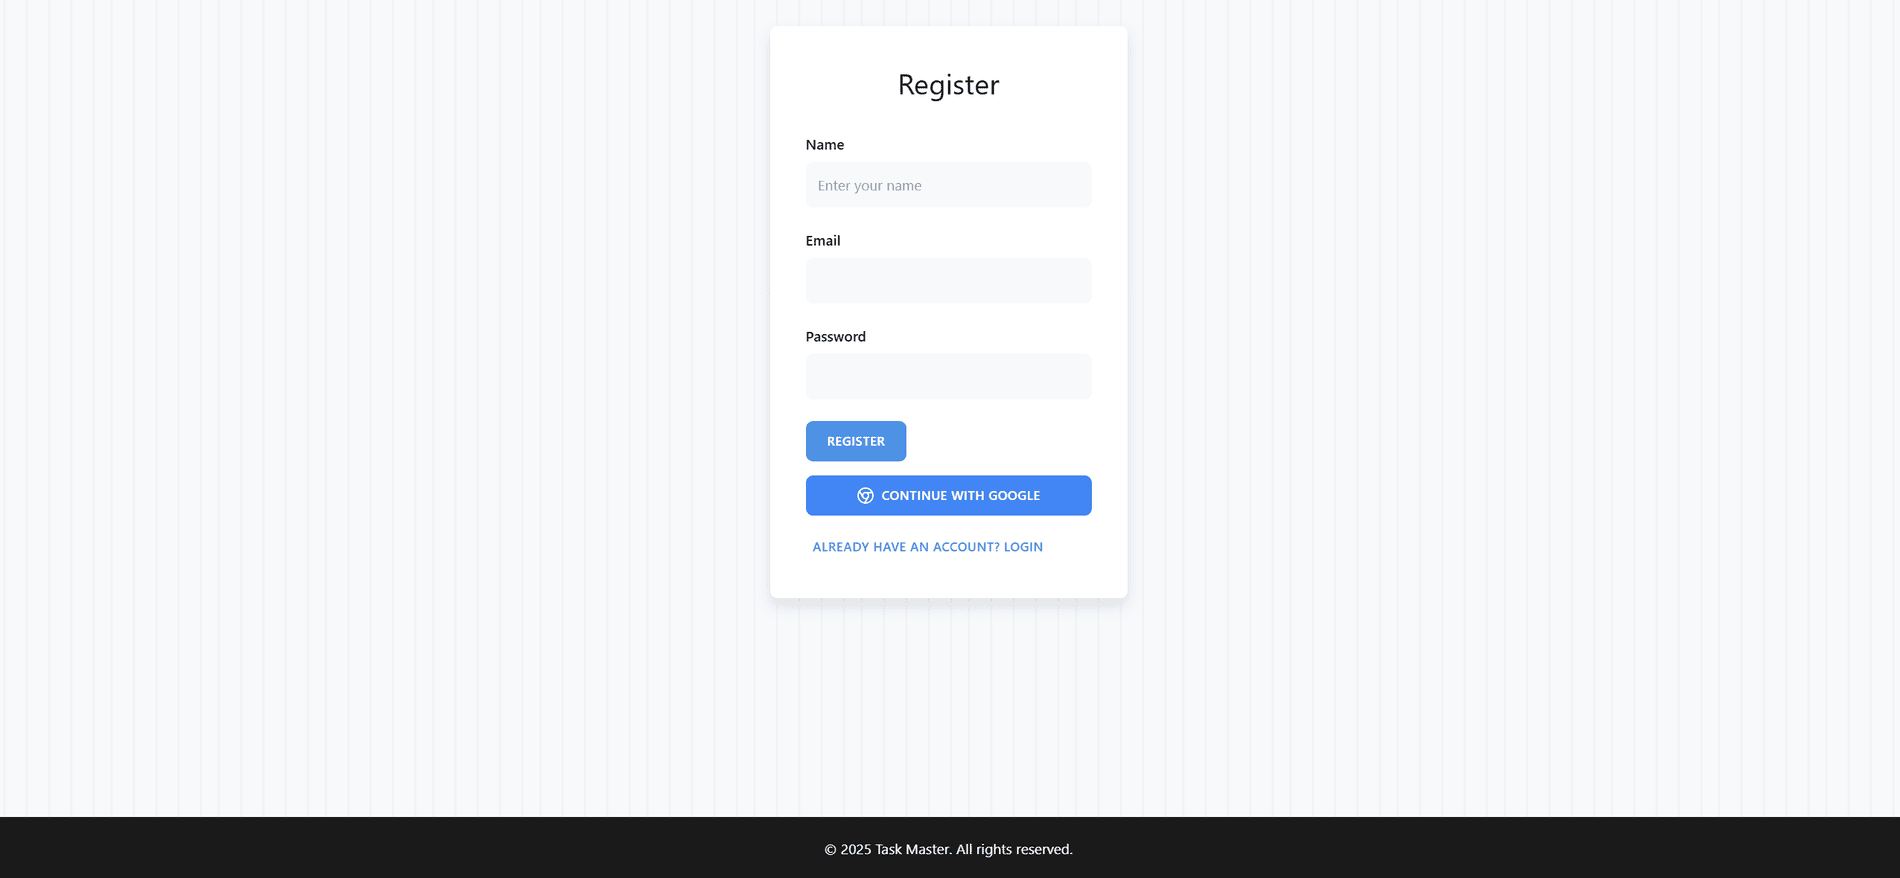 Register
Name
Enter your name
Email
Password
REGISTER
CONTINUE WITH GOOGLE
ALREADY HAVE AN ACCOUNT? LOGIN
© 2025 Task Master. All rights reserved.